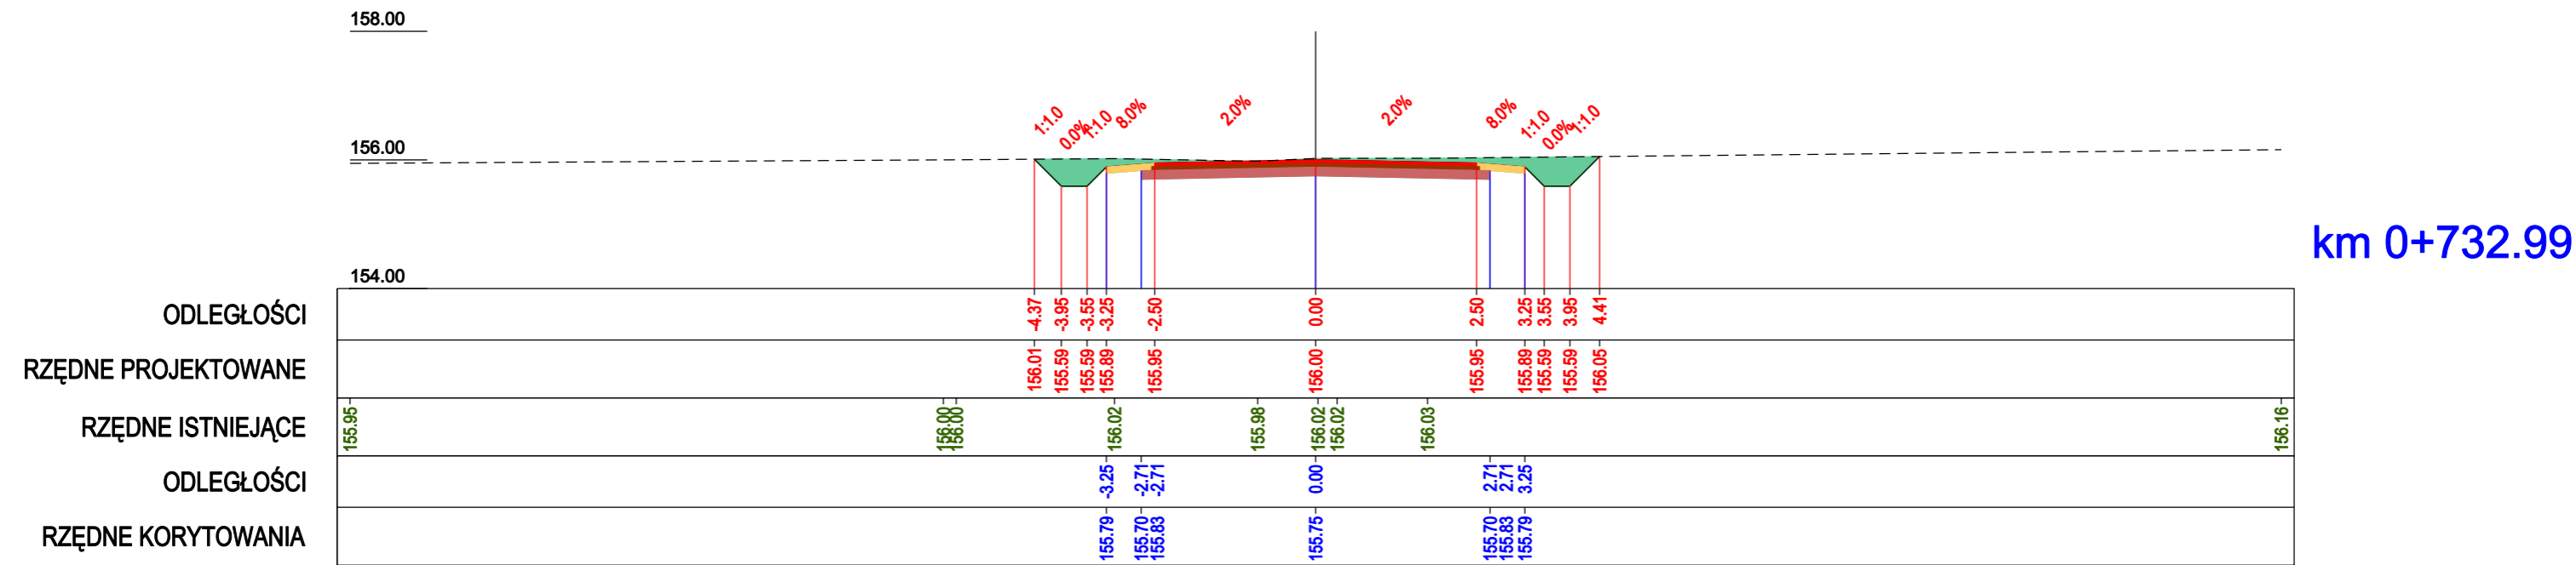 158.00
1:1.0 0.0% 1:1.0 8.0% 2.0% 2.0% 8.0% 1:1.0 0.0% 1:1.0
156.00
km 0+732.99
154.00
ODLEGŁOŚCI -4.37 -3.95 -3.55 -3.25 -2.50 0.00 2.50 3.25 3.55 3.95 4.41
RZĘDNE PROJEKTOWANE 156.01 155.59 155.59 155.89 155.95 156.00 155.95 155.89 155.59 155.59 156.05
RZĘDNE ISTNIEJĄCE 155.95 156.00 156.00 156.02 155.98 156.02 156.02 156.03 156.16
ODLEGŁOŚCI -3.25 -2.71 -2.71 0.00 2.71 2.71 3.25
RZĘDNE KORYTOWANIA 155.79 155.70 155.83 155.75 155.70 155.83 155.79